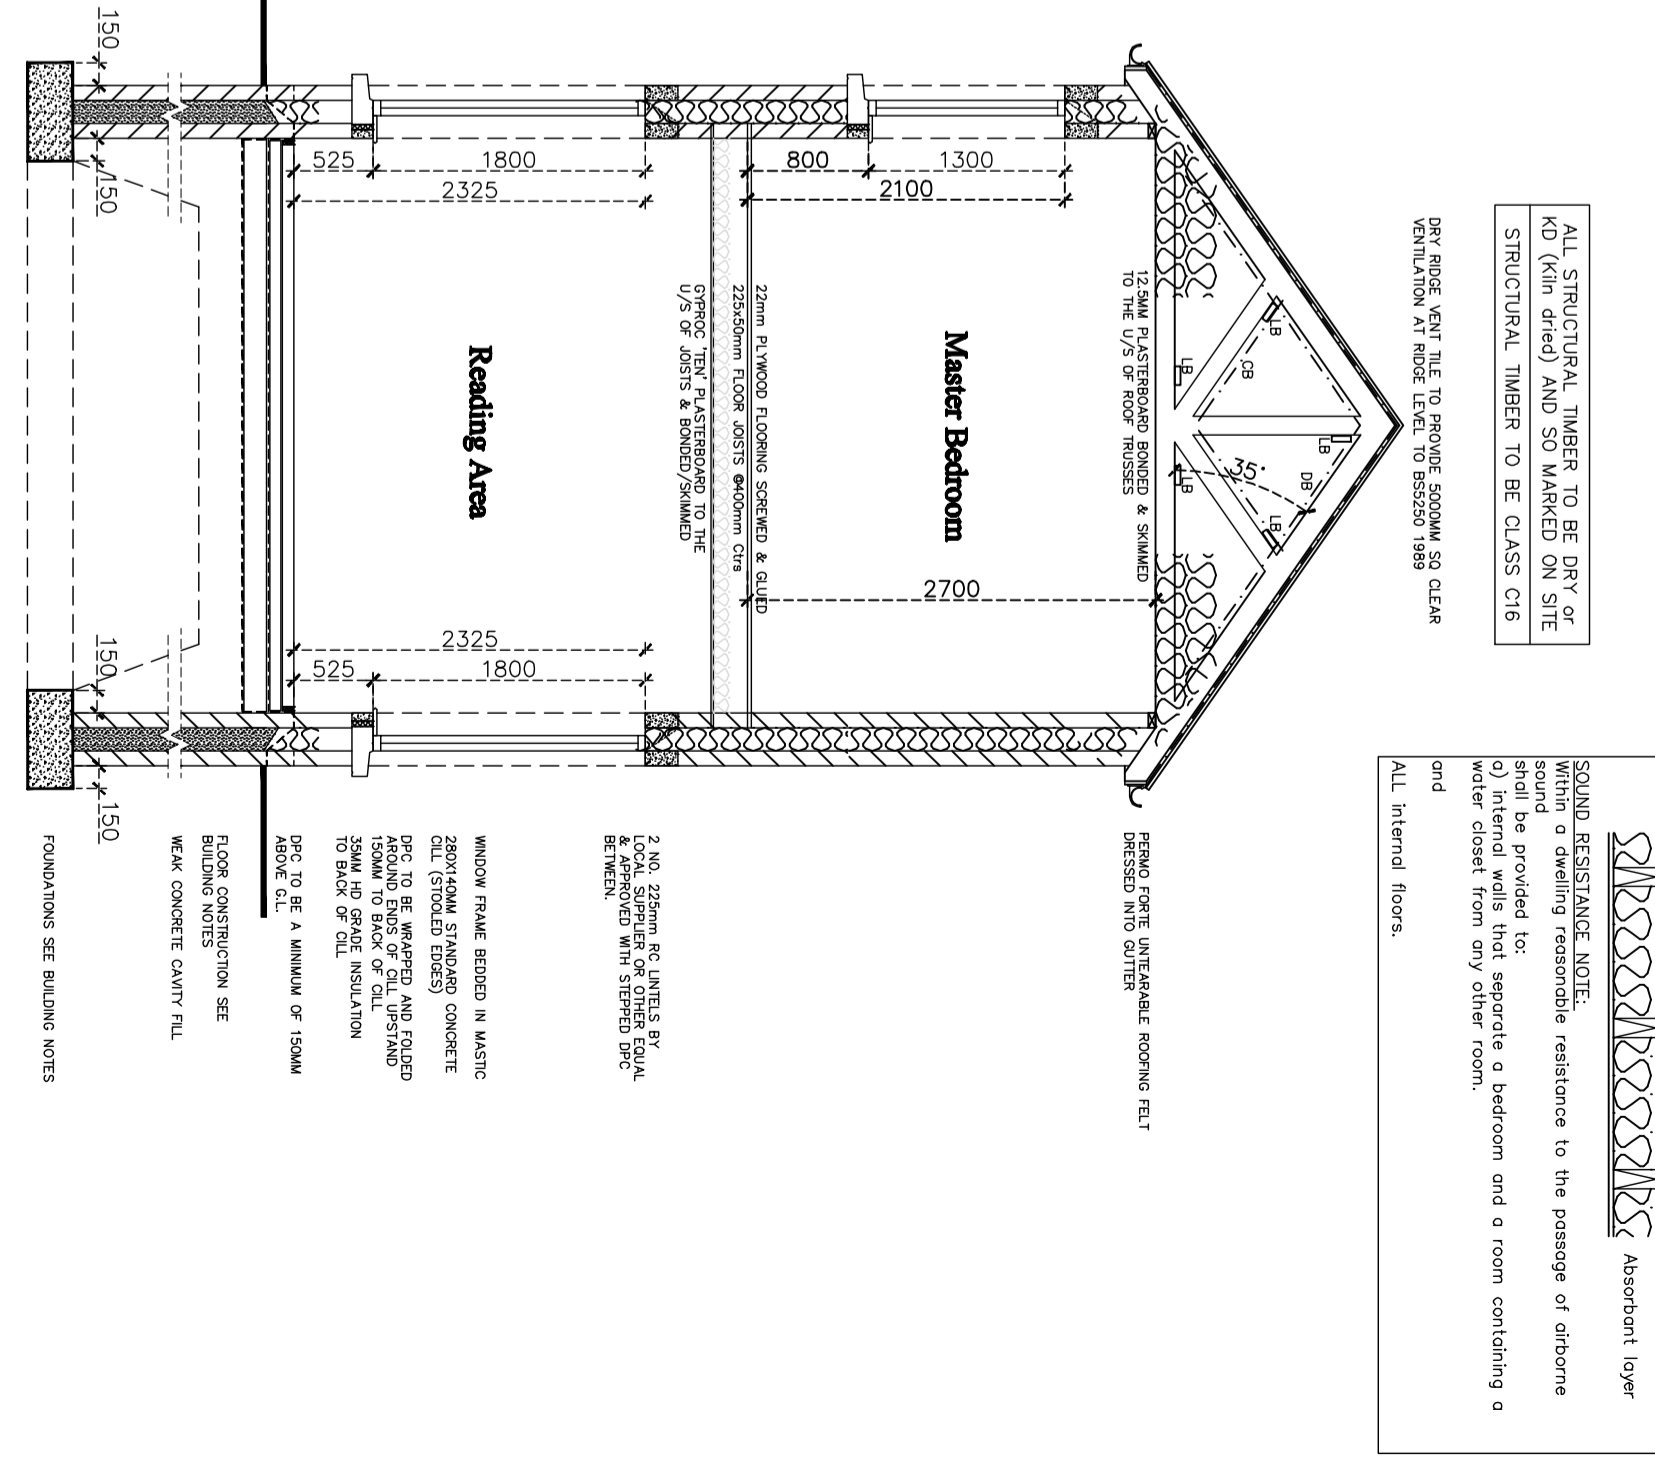 Absorbant layer
SOUND RESISTANCE NOTE:
Within a dwelling reasonable resistance to the passage of airborne
sound
shall be provided to:
a) internal walls that separate a bedroom and a room containing a
water closet from any other room.
and
ALL internal floors.
ALL STRUCTURAL TIMBER TO BE DRY or
KD (Kiln dried) AND SO MARKED ON SITE
STRUCTURAL TIMBER TO BE CLASS C16
DRY RIDGE VENT TILE TO PROVIDE 5000MM SQ CLEAR
VENTILATION AT RIDGE LEVEL TO BS5250 1989
LB
LB
LB
LB
LB
CB
DB
35°
12.5MM PLASTERBOARD BONDED & SKIMMED
TO THE U/S OF ROOF TRUSSES
PERMO FORTE UNTEARABLE ROOFING FELT
DRESSED INTO GUTTER
Master Bedroom
1300
2100
800
2700
22mm PLYWOOD FLOORING SCREWED & GLUED
225x50mm FLOOR JOISTS @400mm Ctrs
GYPROC 'TEN' PLASTERBOARD TO THE
U/S OF JOISTS & BONDED/SKIMMED
2 NO. 225mm RC LINTELS BY
LOCAL SUPPLIER OR OTHER EQUAL
& APPROVED WITH STEPPED DPC
BETWEEN.
Reading Area
1800
2325
525
1800
2325
525
WINDOW FRAME BEDDED IN MASTIC
280X140MM STANDARD CONCRETE
CILL (STOOLED EDGES)
DPC TO BE WRAPPED AND FOLDED
AROUND ENDS OF CILL UPSTAND
150MM TO BACK OF CILL
35MM HD GRADE INSULATION
TO BACK OF CILL
DPC TO BE A MINIMUM OF 150MM
ABOVE G.L.
FLOOR CONSTRUCTION SEE
BUILDING NOTES
WEAK CONCRETE CAVITY FILL
150
150
150
150
FOUNDATIONS SEE BUILDING NOTES